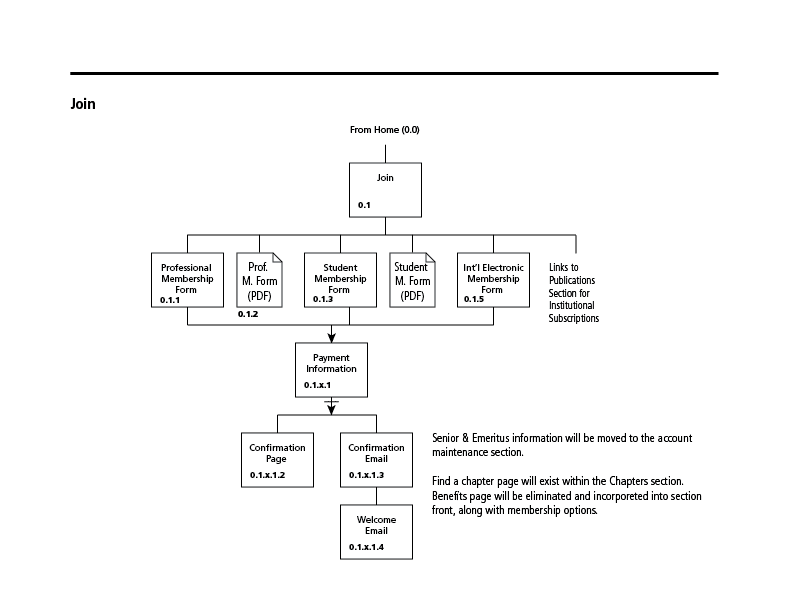 Join
From Home (0.0)
Join
0.1
Professional
Membership
Form
0.1.1
Prof.
M. Form
(PDF)
0.1.2
Student
Membership
Form
0.1.3
Student
M. Form
(PDF)
Int'l Electronic
Membership
Form
0.1.5
Links to
Publications
Section for
Institutional
Subscriptions
Payment
Information
0.1.x.1
Confirmation
Page
0.1.x.1.2
Confirmation
Email
0.1.x.1.3
Welcome
Email
0.1.x.1.4
Senior & Emeritus information will be moved to the account
maintenance section.
Find a chapter page will exist within the Chapters section.
Benefits page will be eliminated and incorporeted into section
front, along with membership options.